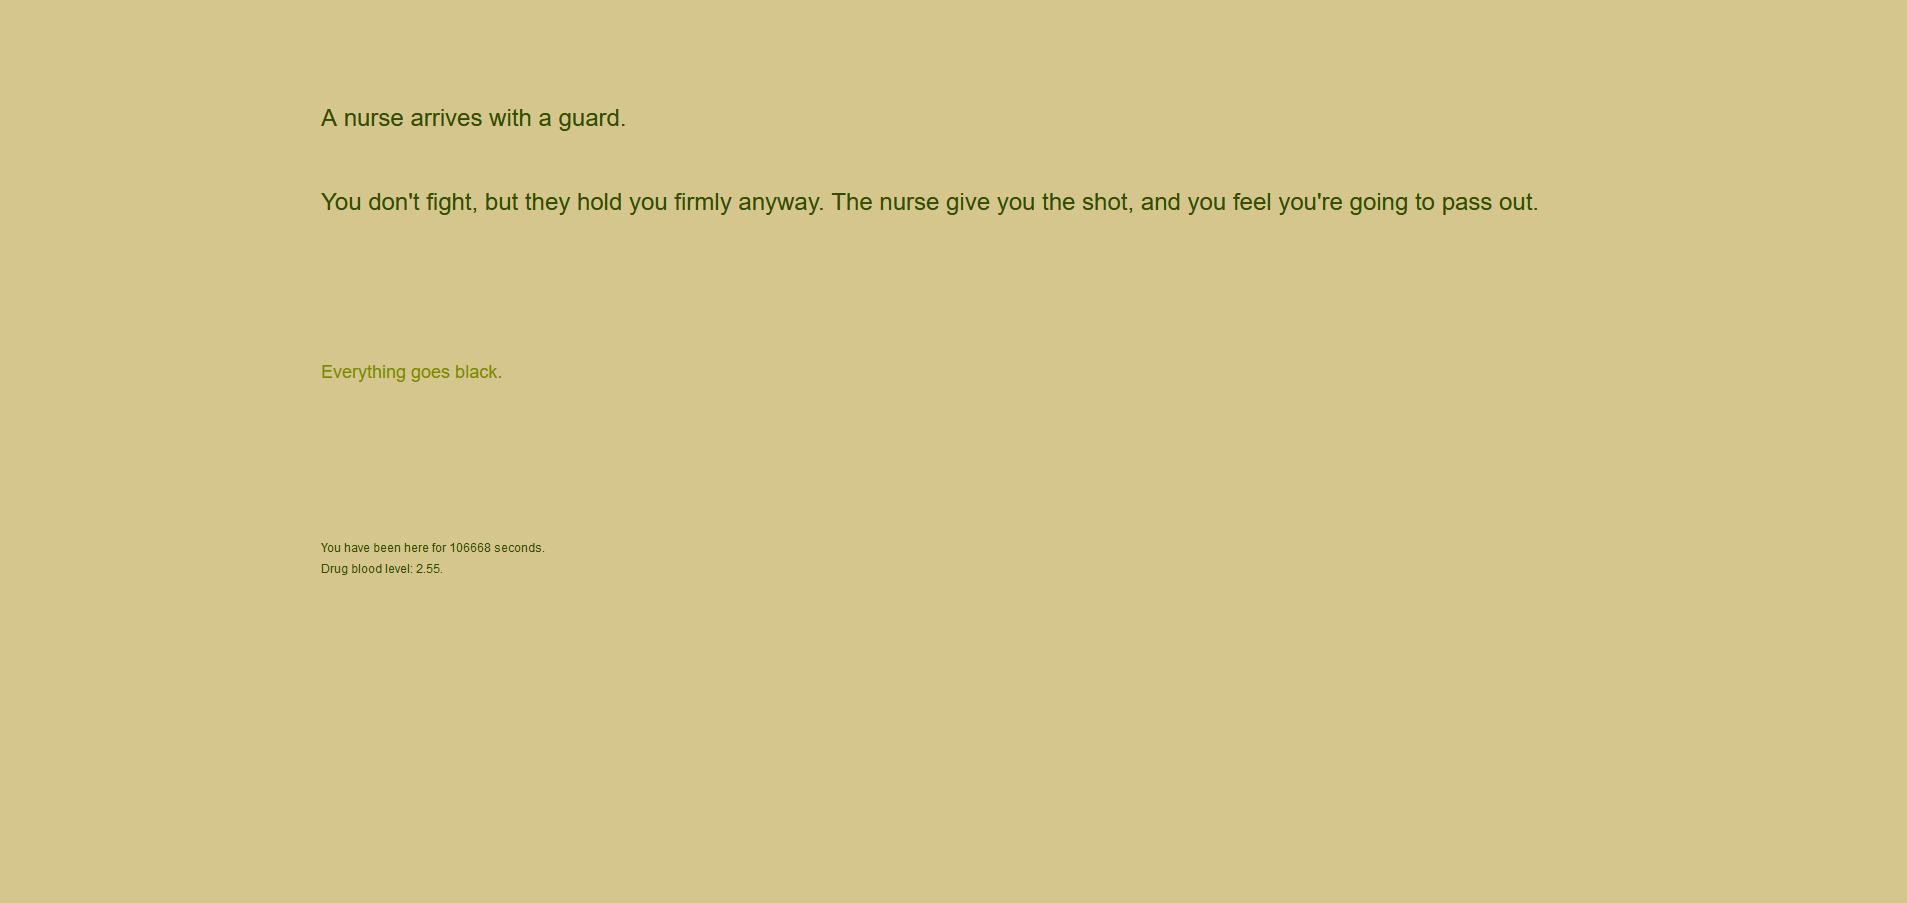 A nurse arrives with a guard.
You don't fight, but they hold you firmly anyway. The nurse give you the shot, and you feel you're going to pass out.
Everything goes black.
You have been here for 106668 seconds.
Drug blood level: 2.55.